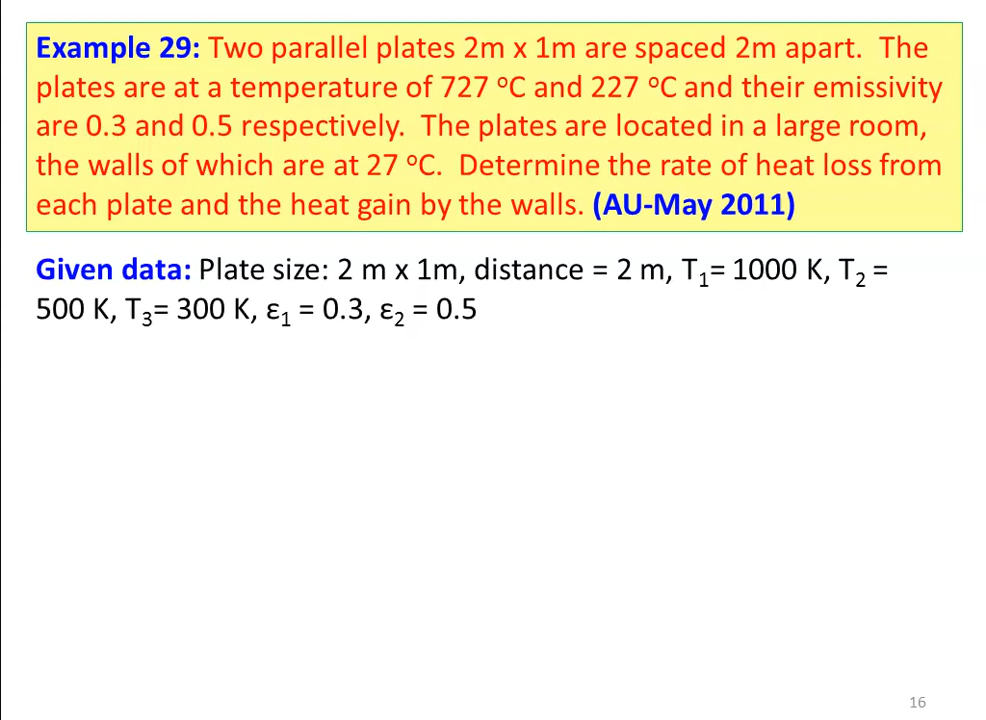 Example 29: Two parallel plates 2m x 1m are spaced 2m apart. The
plates are at a temperature of 727 ºC and 227 ºC and their emissivity
are 0.3 and 0.5 respectively. The plates are located in a large room,
the walls of which are at 27 ºC. Determine the rate of heat loss from
each plate and the heat gain by the walls. (AU-May 2011)
Given data: Plate size: 2 m x 1m, distance = 2 m, T₁= 1000 K, T₂ =
500 K, T₃= 300 K, ε₁ = 0.3, ε₂ = 0.5
16